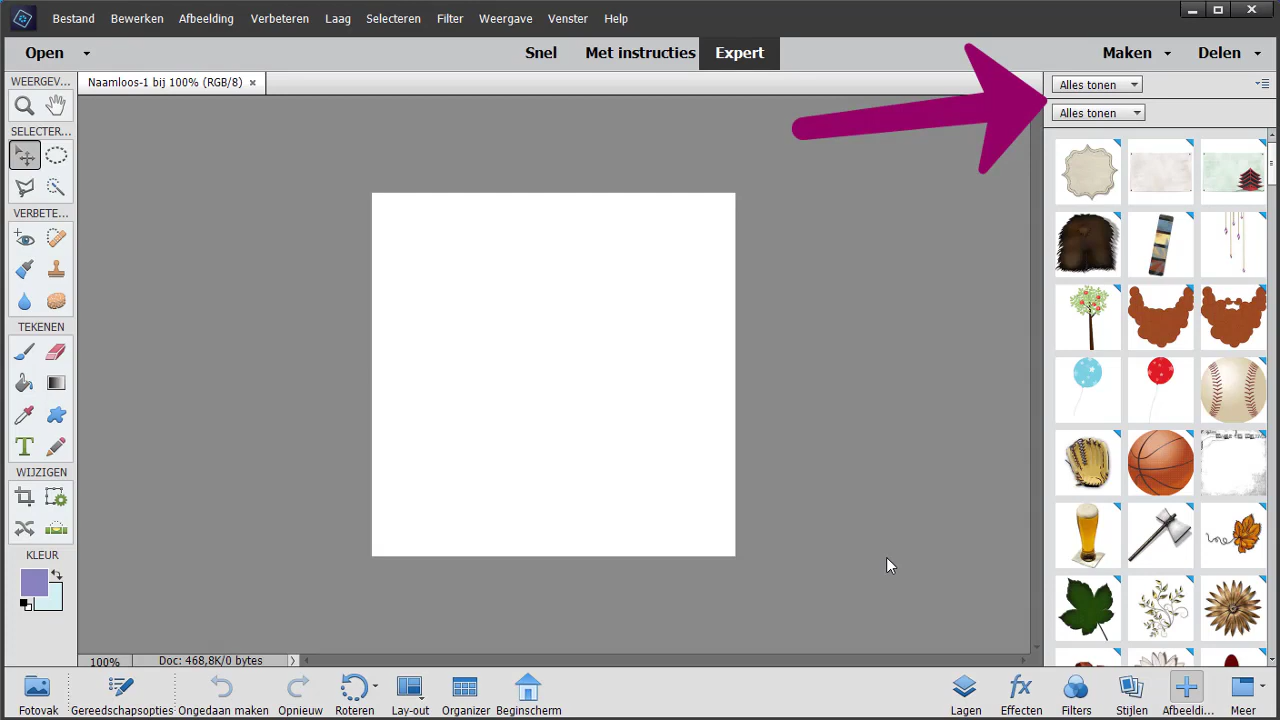 Bestand Bewerken Afbeelding Verbeteren Laag Selecteren Filter Weergave Venster Help
Open Snel Met instructies Expert Maken Delen
WEERGEV...
Naamloos-1 bij 100% (RGB/8) ×
Alles tonen
Alles tonen
SELECTER...
VERBETE...
TEKENEN
T
WIJZIGEN
KLEUR
100% Doc: 468,8K/0 bytes
fx
Fotovak Gereedschapsopties Ongedaan maken Opnieuw Roteren Lay-out Organizer Beginscherm Lagen Effecten Filters Stijlen Afbeeldi... Meer